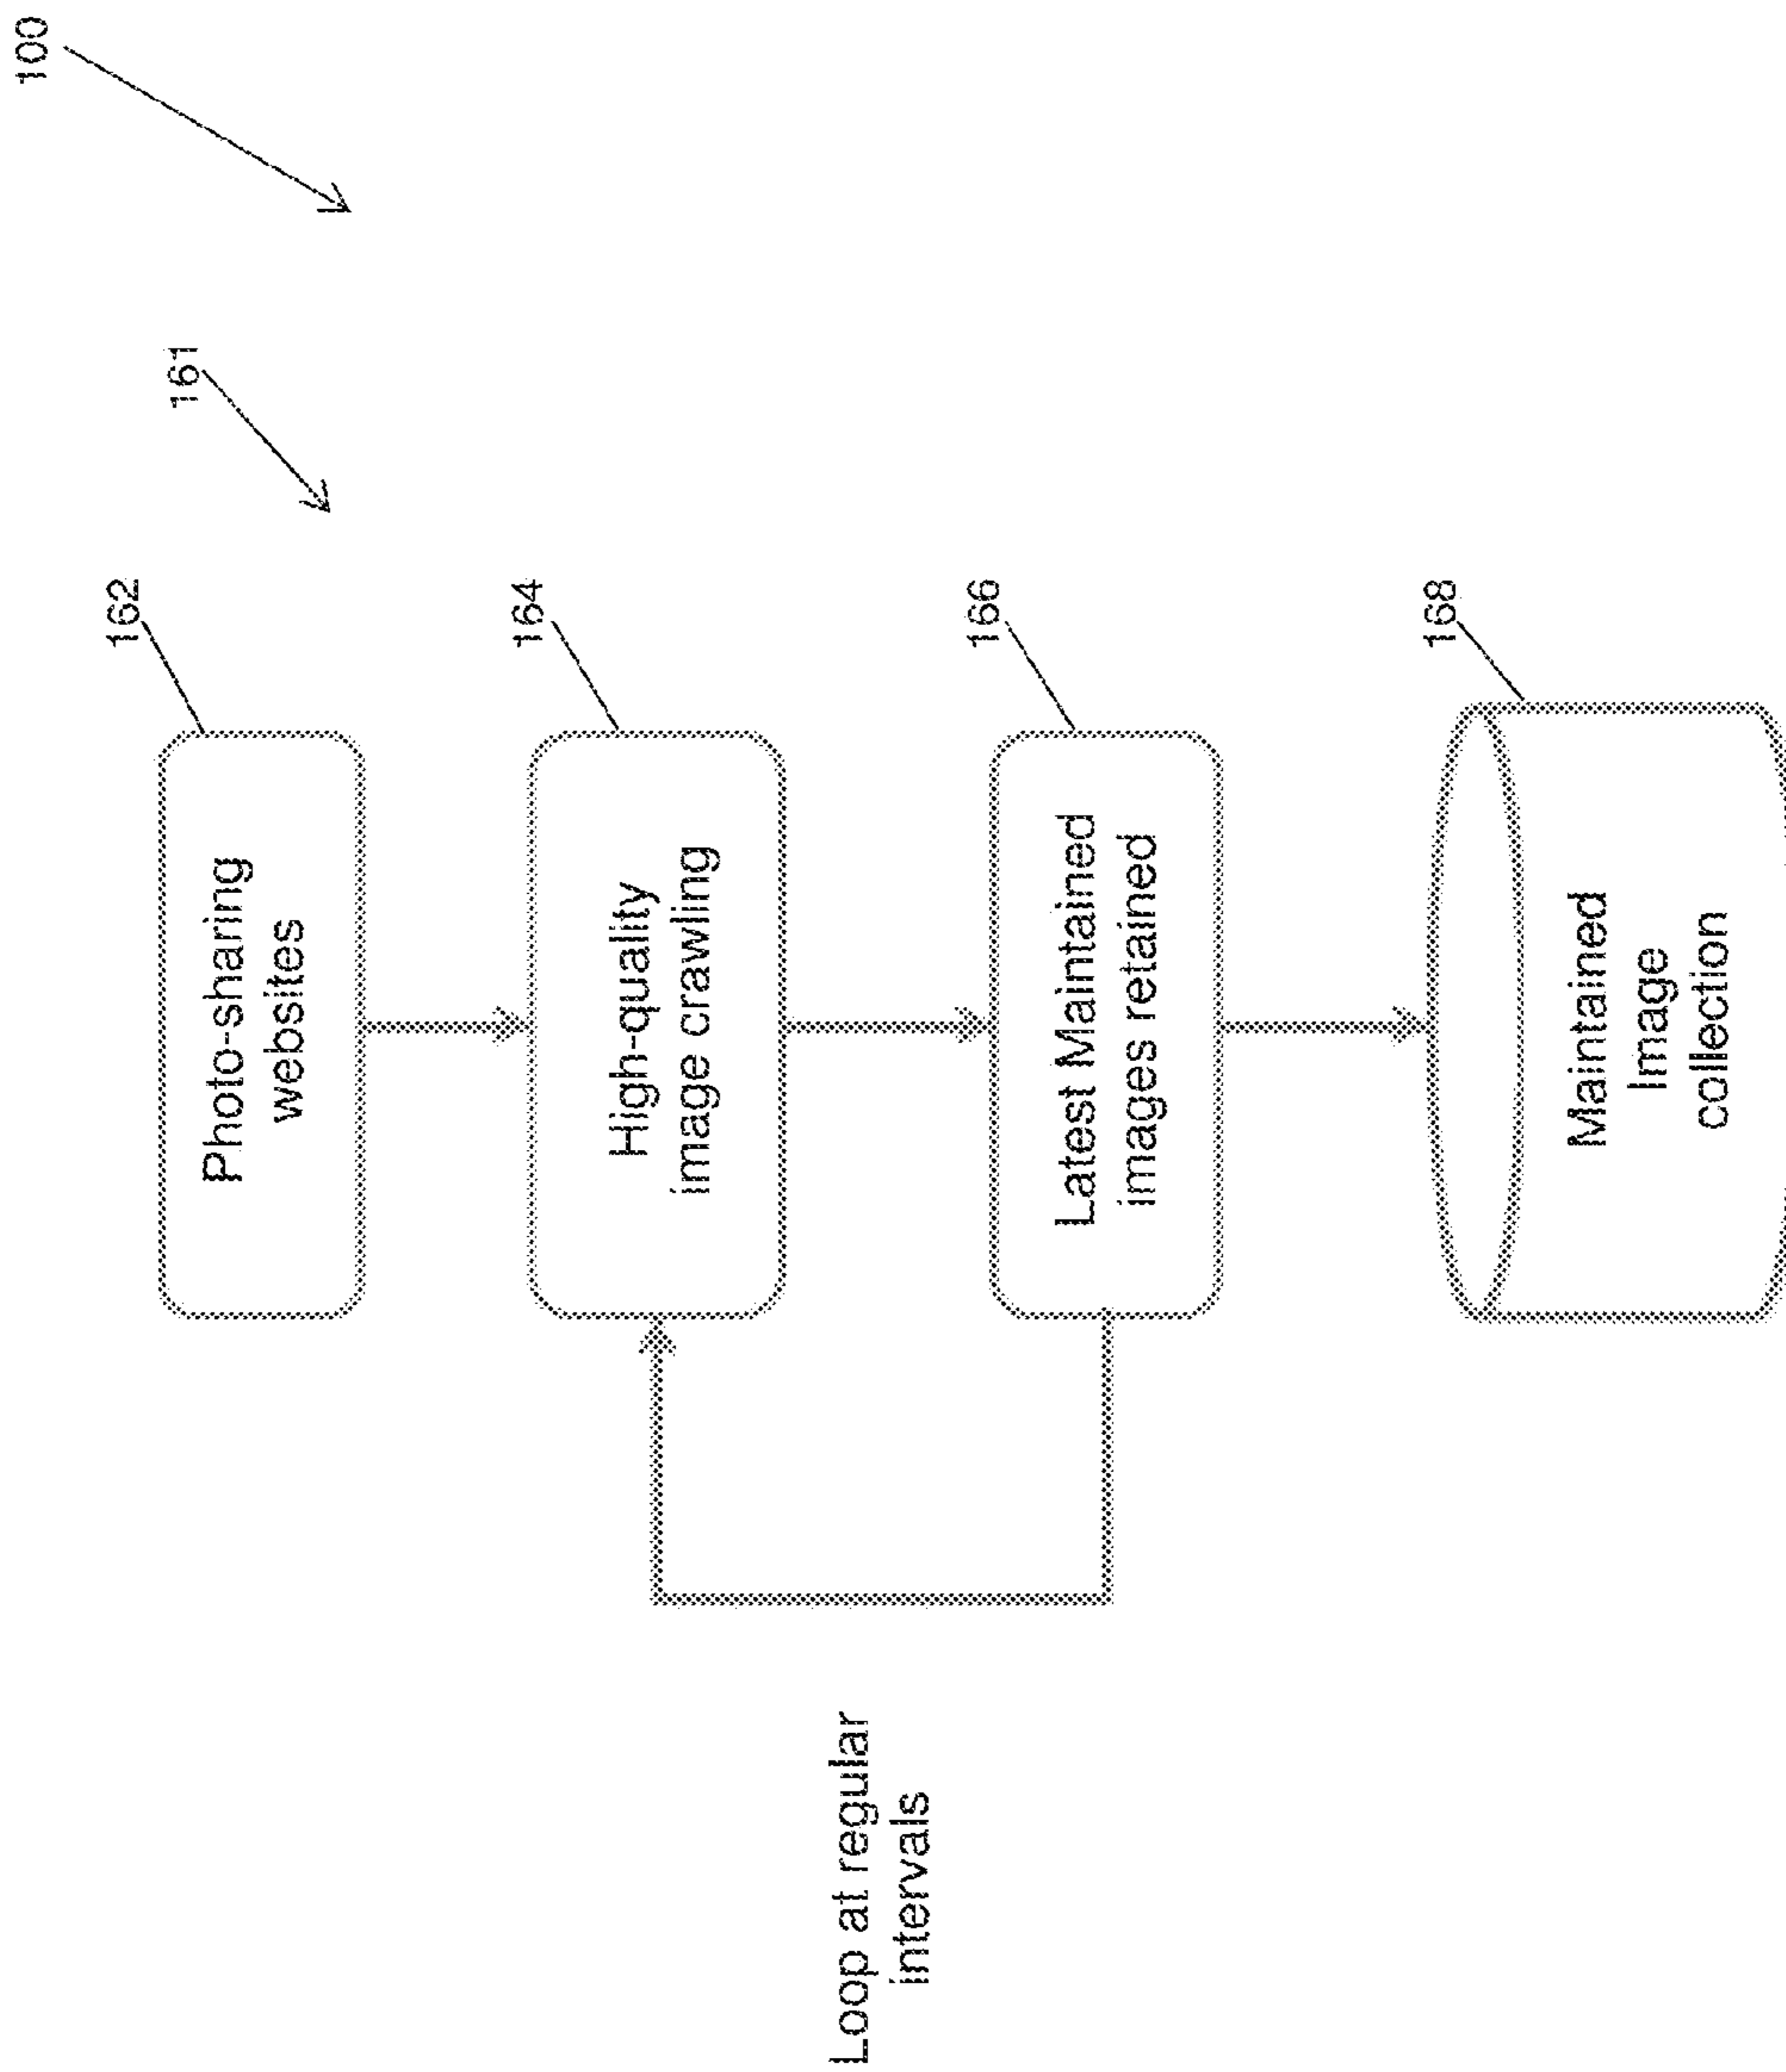 100
161
162
Photo-sharing
websites
164
High-quality
image crawling
Loop at regular
intervals
166
Latest Maintained
images retained
168
Maintained
Image
collection